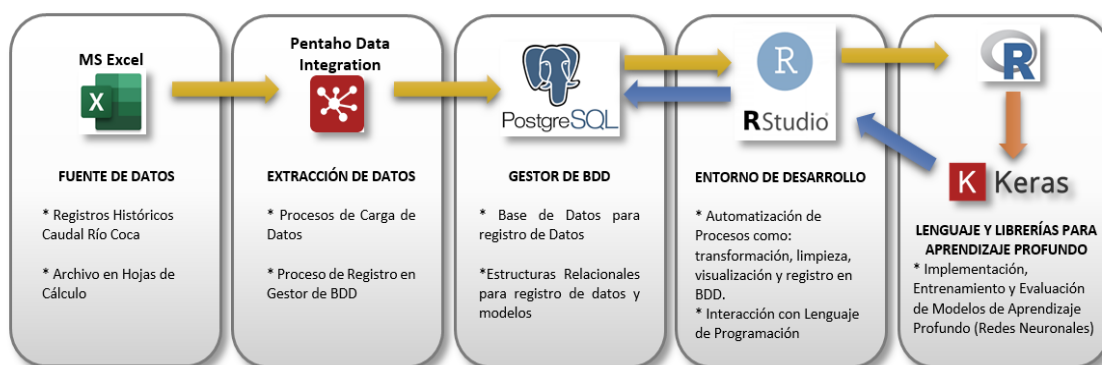 MS Excel
X
FUENTE DE DATOS
* Registros Históricos
Caudal Río Coca
* Archivo en Hojas de
Cálculo
Pentaho Data
Integration
EXTRACCIÓN DE DATOS
* Procesos de Carga de
Datos
* Proceso de Registro en
Gestor de BDD
PostgreSQL
GESTOR DE BDD
* Base de Datos para
registro de Datos
*Estructuras Relacionales
para registro de datos y
modelos
R
RStudio
ENTORNO DE DESARROLLO
* Automatización de
Procesos como:
transformación, limpieza,
visualización y registro en
BDD.
* Interacción con Lenguaje
de Programación
R
K Keras
LENGUAJE Y LIBRERÍAS PARA
APRENDIZAJE PROFUNDO
* Implementación,
Entrenamiento y Evaluación
de Modelos de Aprendizaje
Profundo (Redes Neuronales)